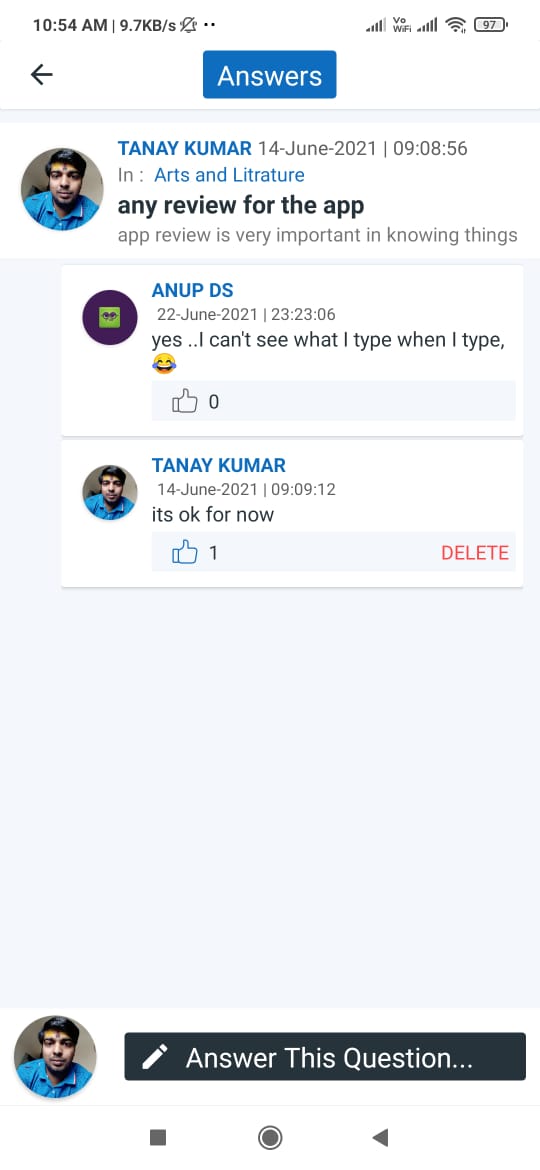 10:54 AM | 9.7KB/s
Vo
WiFi
97
Answers
TANAY KUMAR 14-June-2021 | 09:08:56
In : Arts and Litrature
any review for the app
app review is very important in knowing things
ANUP DS
22-June-2021 | 23:23:06
yes ..I can't see what I type when I type,
😂
0
TANAY KUMAR
14-June-2021 | 09:09:12
its ok for now
1 DELETE
Answer This Question...